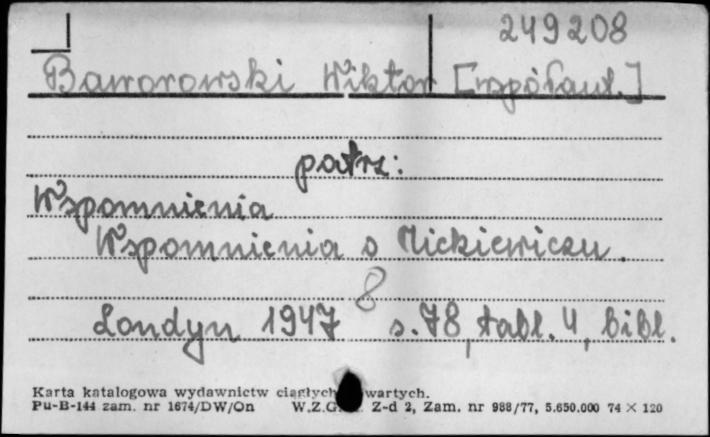 249208
Baworowski Wiktor [współaut.]
patrz:
Wspomnienia
Wspomnienia o Mickiewiczu.
8
Londyn 1947 s. 78, tabl. 4, bibl.
Karta katalogowa wydawnictw ciągłych wartych.
Pu-B-144 zam. nr 1674/DW/On W.Z.G. Z-d 2, Zam. nr 988/77, 5.650.000 74 × 120